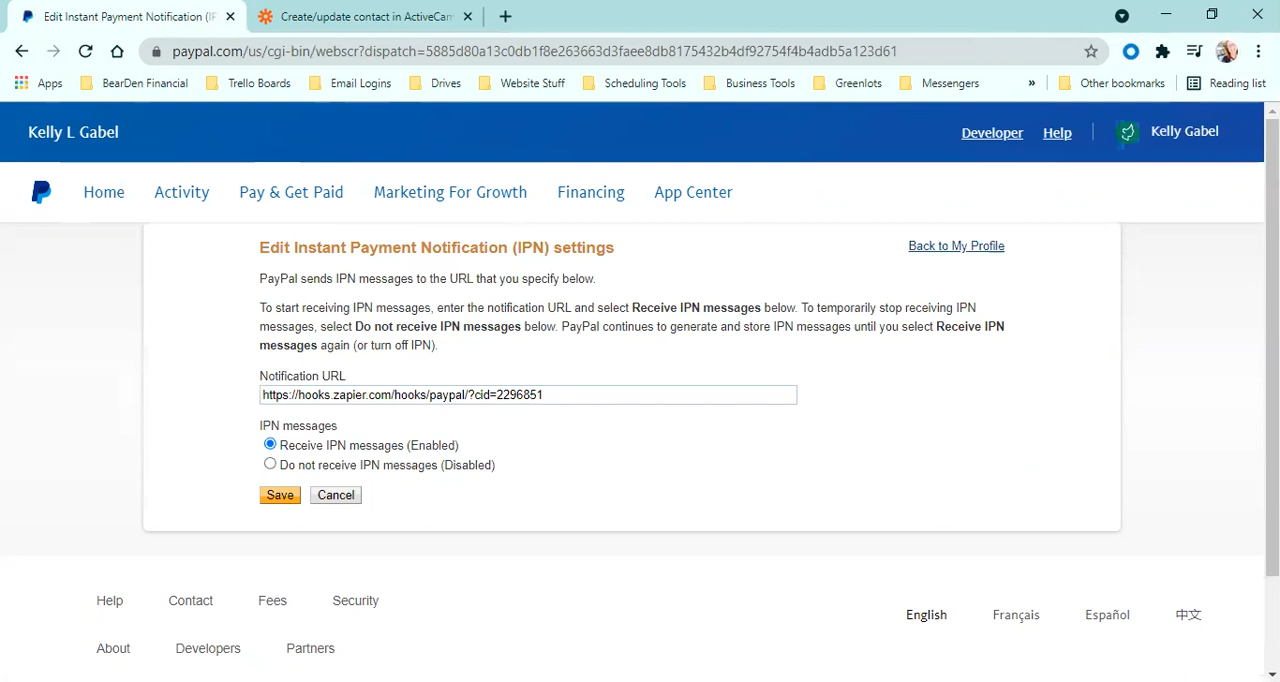 Edit Instant Payment Notification (IP
Create/update contact in ActiveCam
paypal.com/us/cgi-bin/webscr?dispatch=5885d80a13c0db1f8e263663d3faee8db8175432b4df92754f4b4adb5a123d61
Apps BearDen Financial Trello Boards Email Logins Drives Website Stuff Scheduling Tools Business Tools Greenlots Messengers » Other bookmarks Reading list
Kelly L Gabel Developer Help Kelly Gabel
Home Activity Pay & Get Paid Marketing For Growth Financing App Center
Edit Instant Payment Notification (IPN) settings Back to My Profile
PayPal sends IPN messages to the URL that you specify below.
To start receiving IPN messages, enter the notification URL and select Receive IPN messages below. To temporarily stop receiving IPN
messages, select Do not receive IPN messages below. PayPal continues to generate and store IPN messages until you select Receive IPN
messages again (or turn off IPN).
Notification URL
https://hooks.zapier.com/hooks/paypal/?cid=2296851
IPN messages
Receive IPN messages (Enabled)
Do not receive IPN messages (Disabled)
Save Cancel
Help Contact Fees Security
English Français Español 中文
About Developers Partners